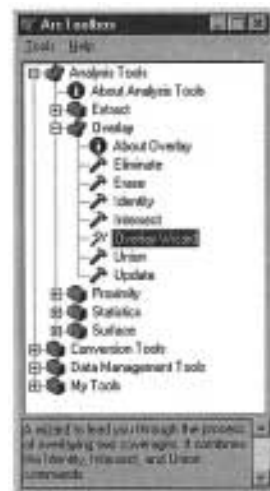 Arc Toolbox
Tools Help
Analysis Tools
About Analysis Tools
Extract
Overlay
About Overlay
Eliminate
Erase
Identity
Intersect
Overlay Wizard
Union
Update
Proximity
Statistics
Surface
Conversion Tools
Data Management Tools
My Tools
A wizard to lead you through the process
of overlaying two coverages. It combines
the Identity, Intersect, and Union
commands.